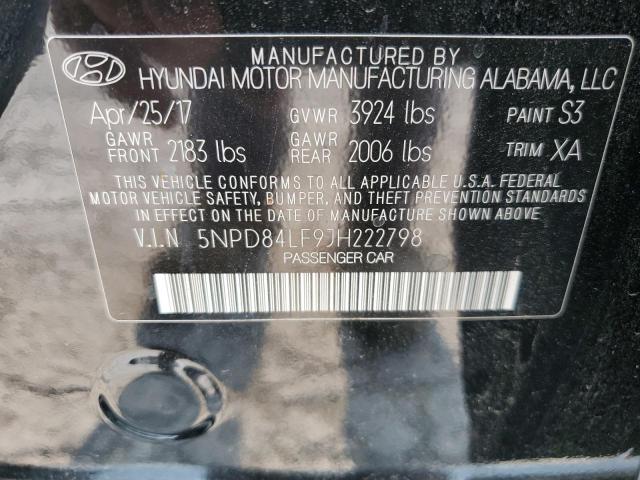 MANUFACTURED BY
HYUNDAI MOTOR MANUFACTURING ALABAMA, LLC
Apr/25/17 GVWR 3924 lbs PAINT S3
GAWR FRONT 2183 lbs GAWR REAR 2006 lbs TRIM XA
THIS VEHICLE CONFORMS TO ALL APPLICABLE U.S.A. FEDERAL
MOTOR VEHICLE SAFETY, BUMPER, AND THEFT PREVENTION STANDARDS
IN EFFECT ON THE DATE OF MANUFACTURE SHOWN ABOVE.
V.I.N 5NPD84LF9JH222798
PASSENGER CAR